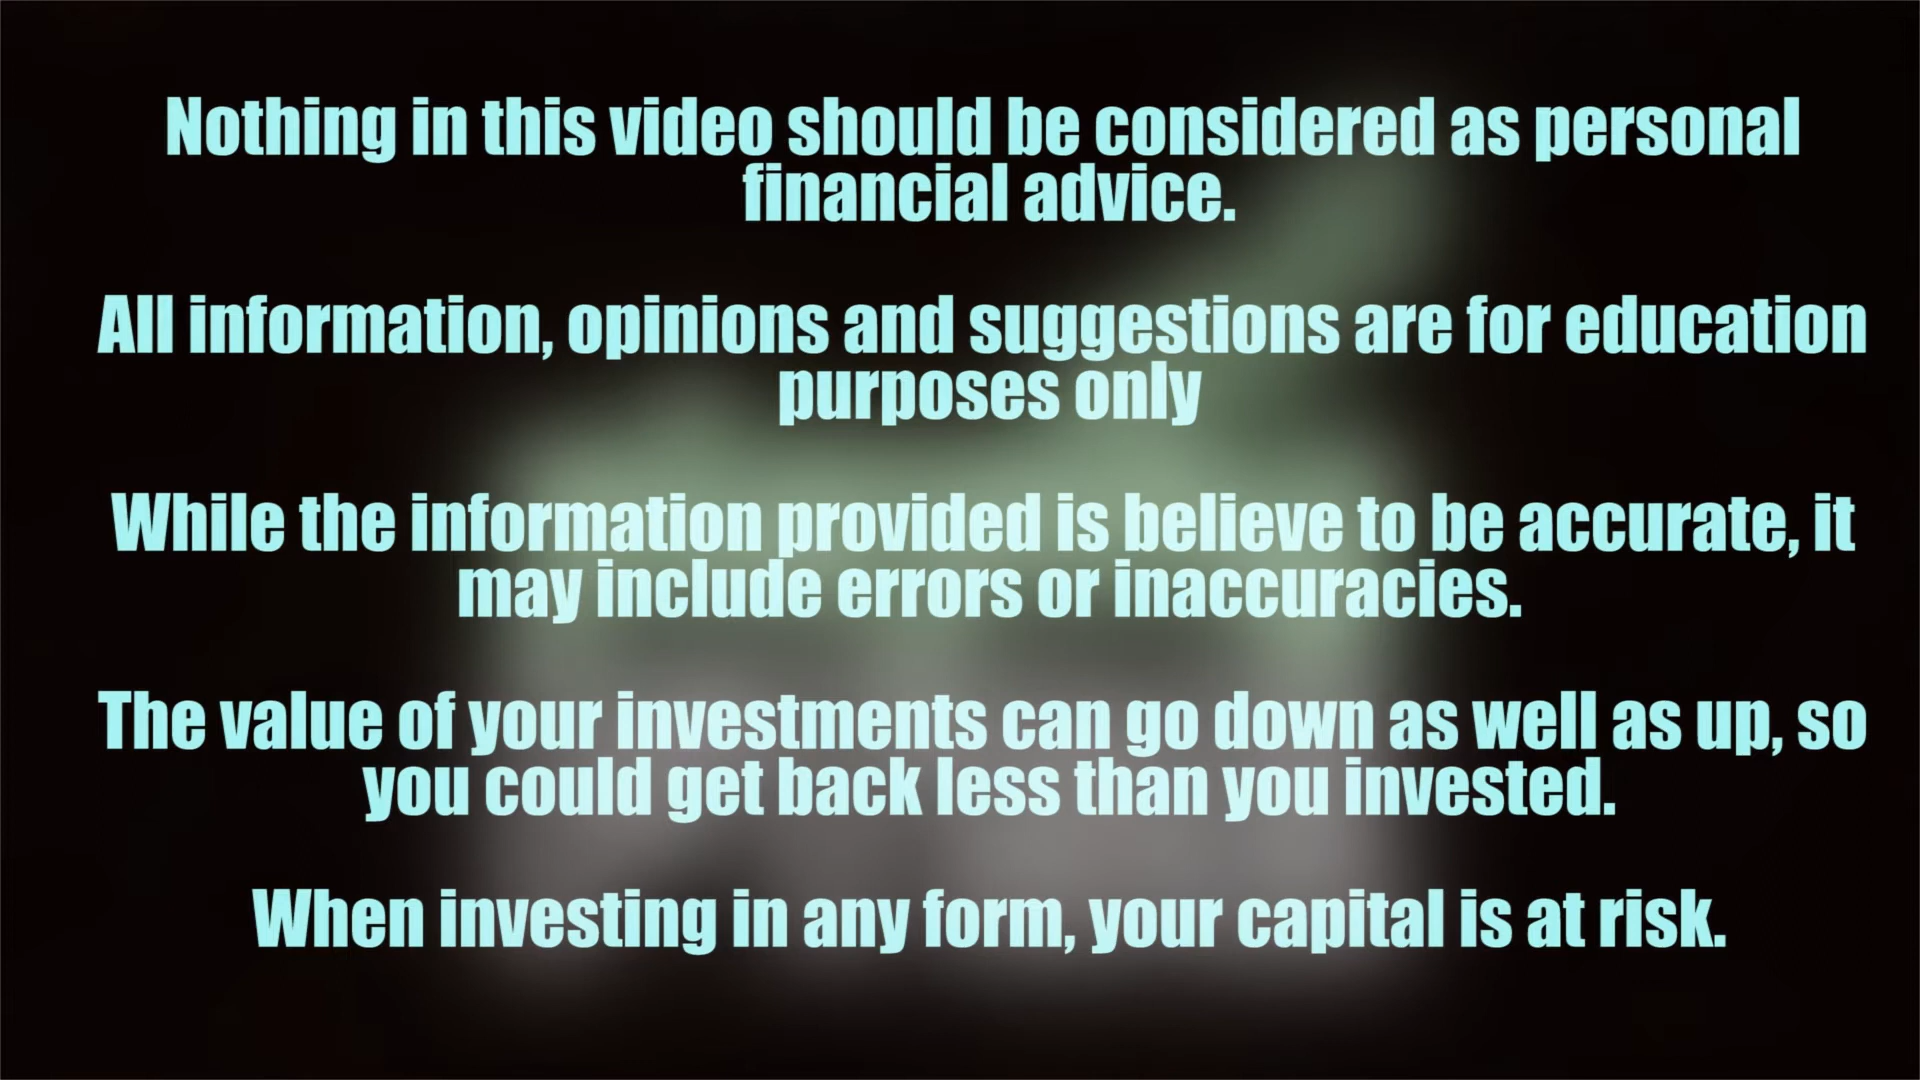 Nothing in this video should be considered as personal
financial advice.
All information, opinions and suggestions are for education
purposes only
While the information provided is believe to be accurate, it
may include errors or inaccuracies.
The value of your investments can go down as well as up, so
you could get back less than you invested.
When investing in any form, your capital is at risk.